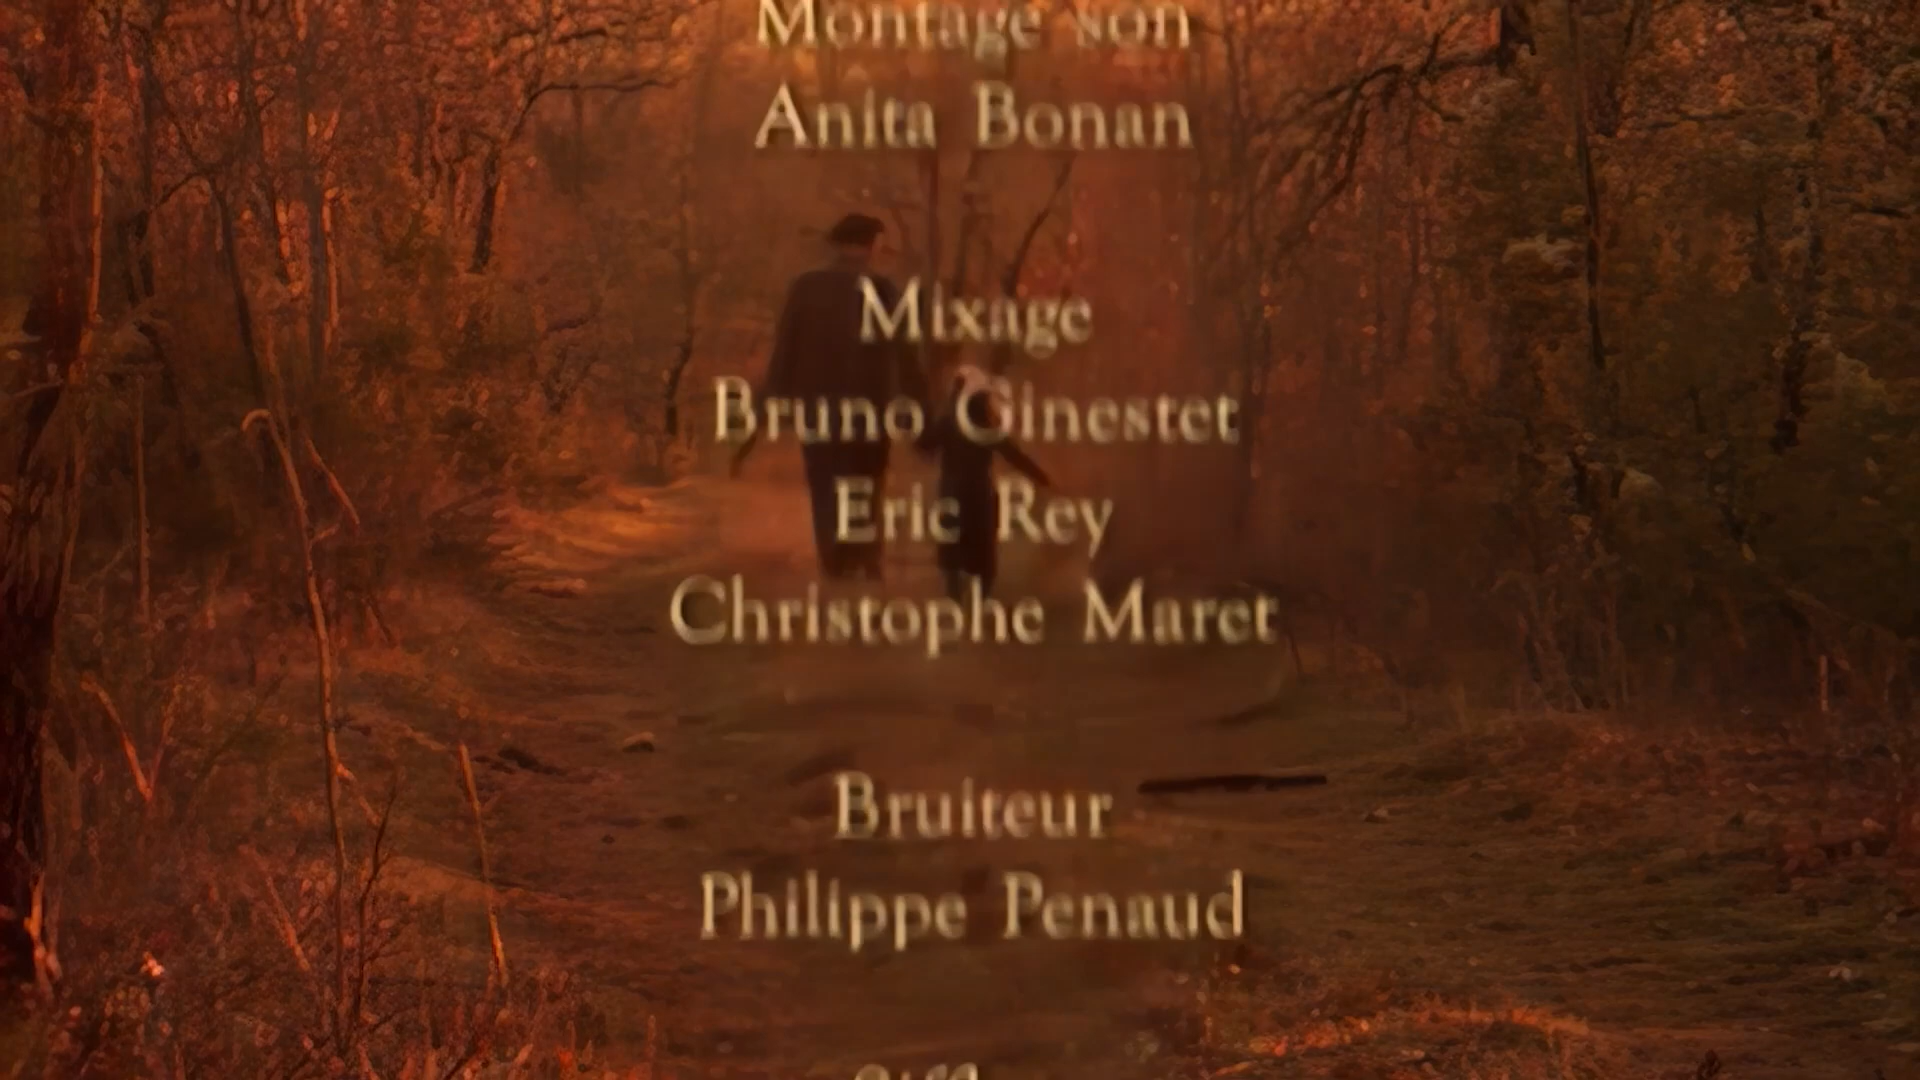 Montage son
Anita Bonan
Mixage
Bruno Ginestet
Eric Rey
Christophe Maret
Bruiteur
Philippe Penaud